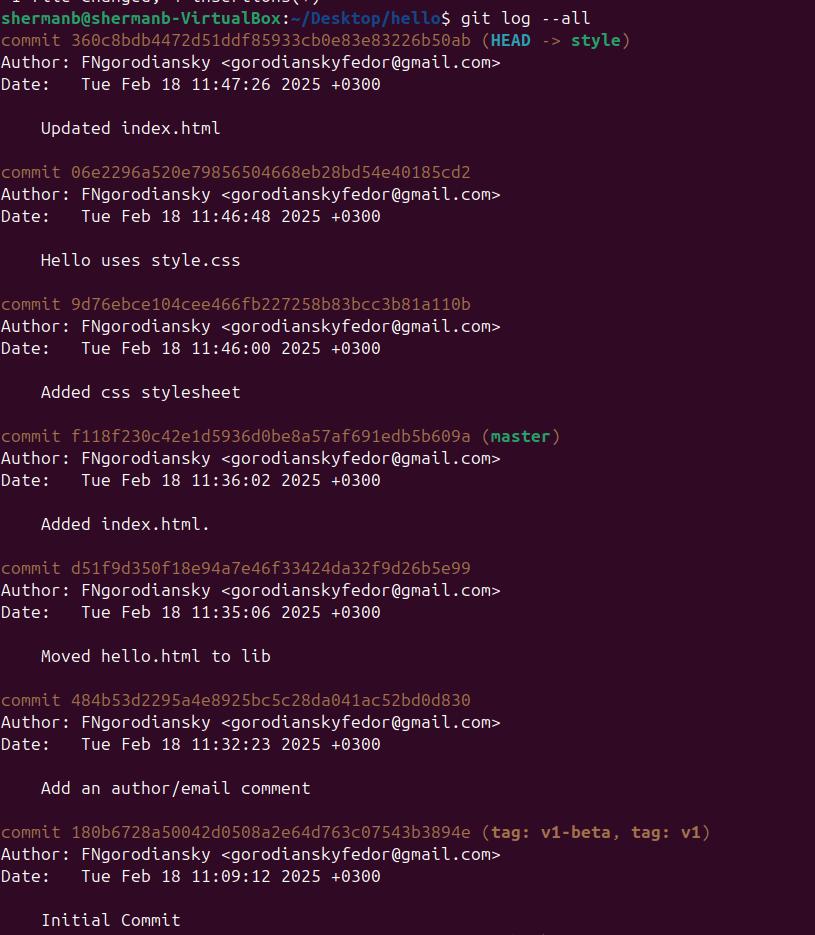 1 file changed, 4 insertions(+)
shermanb@shermanb-VirtualBox:~/Desktop/hello$ git log --all
commit 360c8bdb4472d51ddf85933cb0e83e83226b50ab (HEAD -> style)
Author: FNgorodiansky <gorodianskyfedor@gmail.com>
Date:   Tue Feb 18 11:47:26 2025 +0300
Updated index.html
commit 06e2296a520e79856504668eb28bd54e40185cd2
Author: FNgorodiansky <gorodianskyfedor@gmail.com>
Date:   Tue Feb 18 11:46:48 2025 +0300
Hello uses style.css
commit 9d76ebce104cee466fb227258b83bcc3b81a110b
Author: FNgorodiansky <gorodianskyfedor@gmail.com>
Date:   Tue Feb 18 11:46:00 2025 +0300
Added css stylesheet
commit f118f230c42e1d5936d0be8a57af691edb5b609a (master)
Author: FNgorodiansky <gorodianskyfedor@gmail.com>
Date:   Tue Feb 18 11:36:02 2025 +0300
Added index.html.
commit d51f9d350f18e94a7e46f33424da32f9d26b5e99
Author: FNgorodiansky <gorodianskyfedor@gmail.com>
Date:   Tue Feb 18 11:35:06 2025 +0300
Moved hello.html to lib
commit 484b53d2295a4e8925bc5c28da041ac52bd0d830
Author: FNgorodiansky <gorodianskyfedor@gmail.com>
Date:   Tue Feb 18 11:32:23 2025 +0300
Add an author/email comment
commit 180b6728a50042d0508a2e64d763c07543b3894e (tag: v1-beta, tag: v1)
Author: FNgorodiansky <gorodianskyfedor@gmail.com>
Date:   Tue Feb 18 11:09:12 2025 +0300
Initial Commit